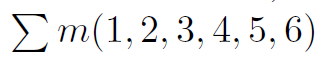 ∑ m(1, 2, 3, 4, 5, 6)